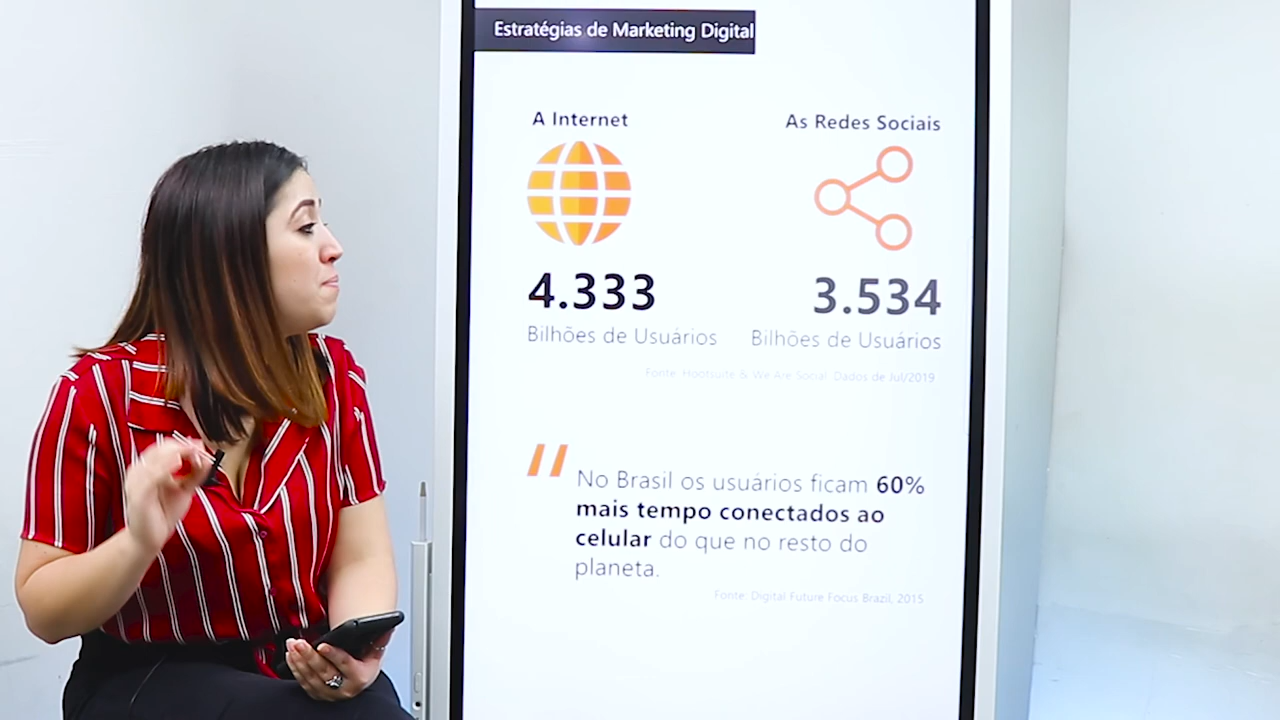 Estratégias de Marketing Digital
A Internet
As Redes Sociais
4.333
3.534
Bilhões de Usuários
Bilhões de Usuários
Fonte: Hootsuite & We Are Social. Dados de Jul/2019
No Brasil os usuários ficam 60%
mais tempo conectados ao
celular do que no resto do
planeta.
Fonte: Digital Future Focus Brazil, 2015